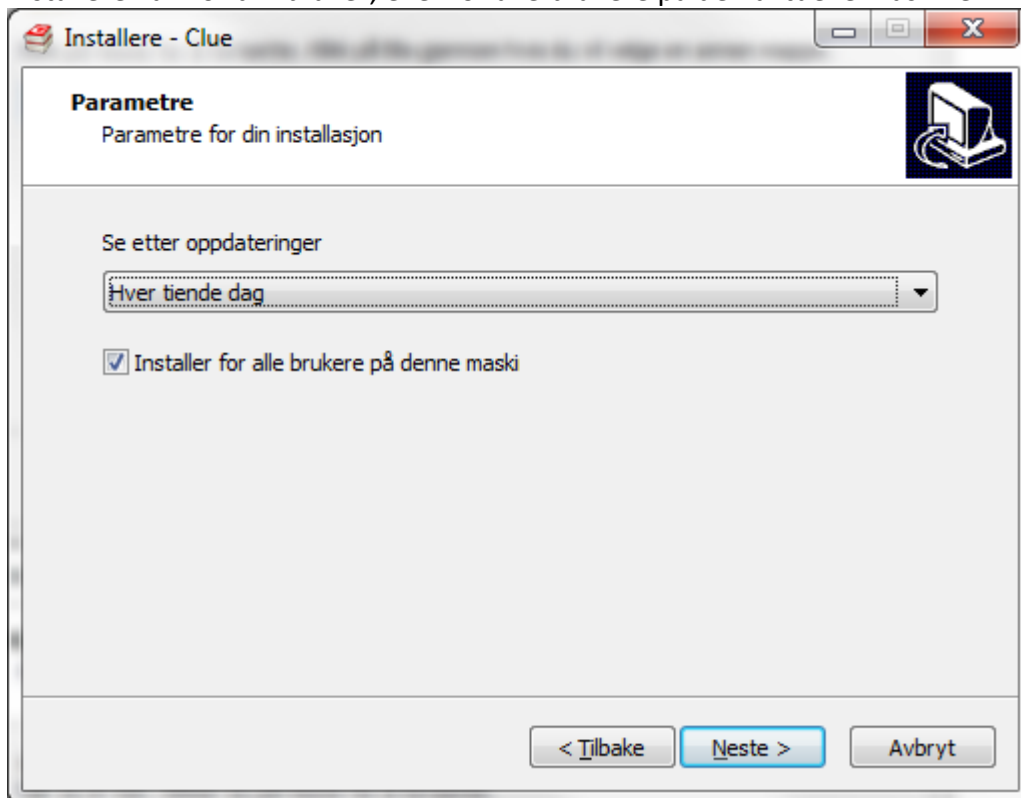 Installere - Clue
Parametre
Parametre for din installasjon
Se etter oppdateringer
Hver tiende dag
Installer for alle brukere på denne maski
< Tilbake
Neste >
Avbryt